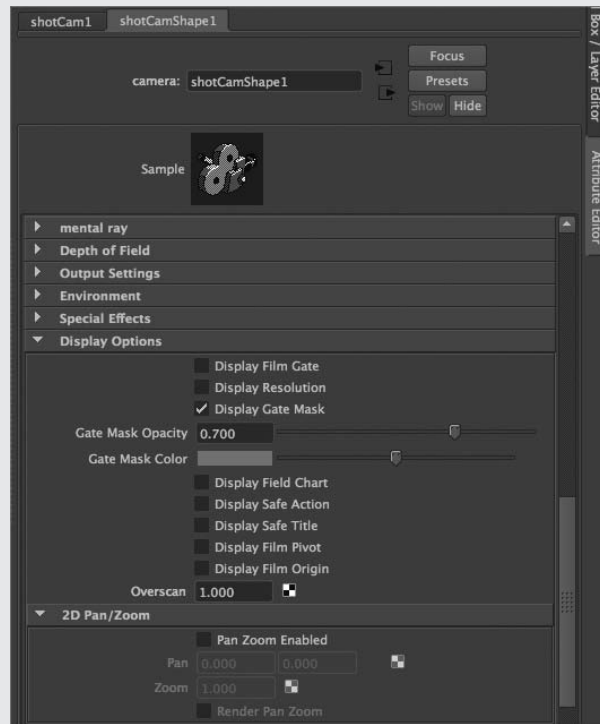 shotCam1 shotCamShape1
Focus
camera: shotCamShape1 Presets
Show Hide
Sample
mental ray
Depth of Field
Output Settings
Environment
Special Effects
Display Options
Display Film Gate
Display Resolution
Display Gate Mask
Gate Mask Opacity 0.700
Gate Mask Color
Display Field Chart
Display Safe Action
Display Safe Title
Display Film Pivot
Display Film Origin
Overscan 1.000
2D Pan/Zoom
Pan Zoom Enabled
Pan 0.000 0.000
Zoom 1.000
Render Pan Zoom
Box / Layer Editor
Attribute Editor